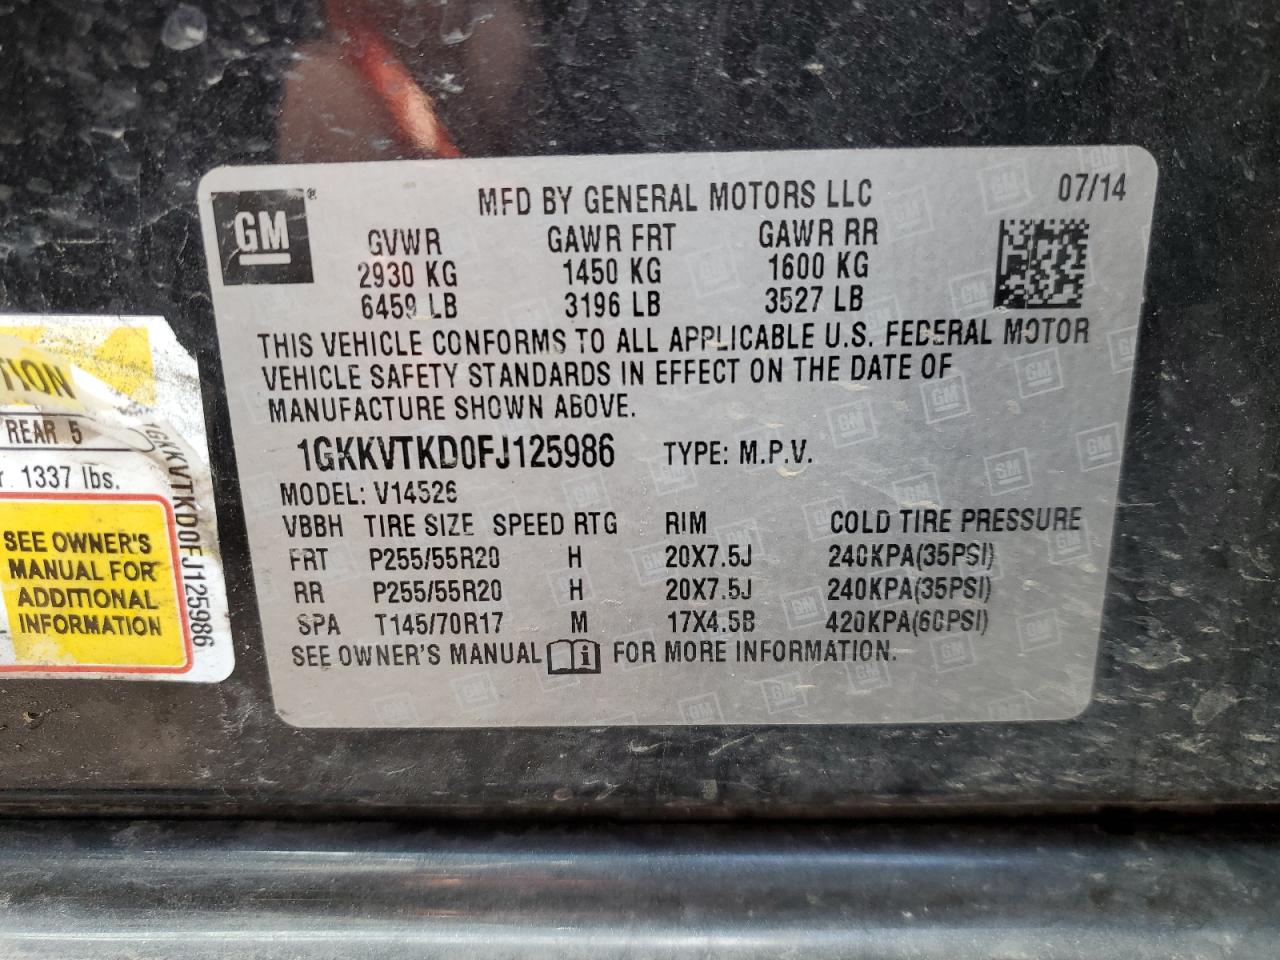 GM®
MFD BY GENERAL MOTORS LLC 07/14
GVWR GAWR FRT GAWR RR
2930 KG 1450 KG 1600 KG
6459 LB 3196 LB 3527 LB
THIS VEHICLE CONFORMS TO ALL APPLICABLE U.S. FEDERAL MOTOR
VEHICLE SAFETY STANDARDS IN EFFECT ON THE DATE OF
MANUFACTURE SHOWN ABOVE.
1GKKVTKD0FJ125986 TYPE: M.P.V.
MODEL: V14526
VBBH TIRE SIZE SPEED RTG RIM COLD TIRE PRESSURE
FRT P255/55R20 H 20X7.5J 240KPA(35PSI)
RR P255/55R20 H 20X7.5J 240KPA(35PSI)
SPA T145/70R17 M 17X4.5B 420KPA(60PSI)
SEE OWNER'S MANUAL i FOR MORE INFORMATION.
TION
REAR 5
1337 lbs.
SEE OWNER'S
MANUAL FOR
ADDITIONAL
INFORMATION
1GKKVTKD0FJ125986